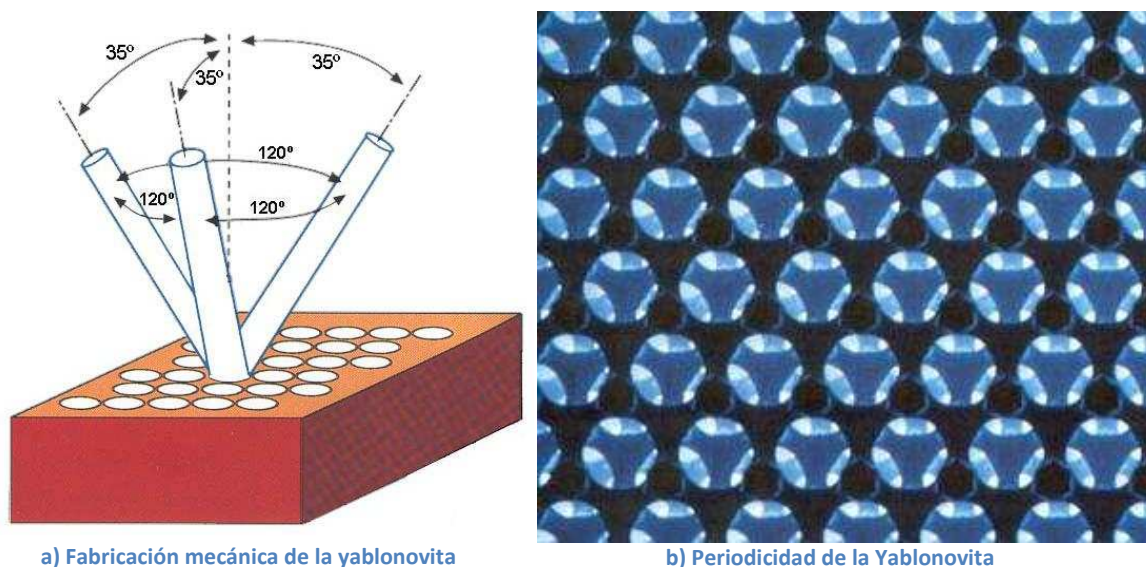 35º
35º
35º
120º
120º
120º
a) Fabricación mecánica de la yablonovita
b) Periodicidad de la Yablonovita